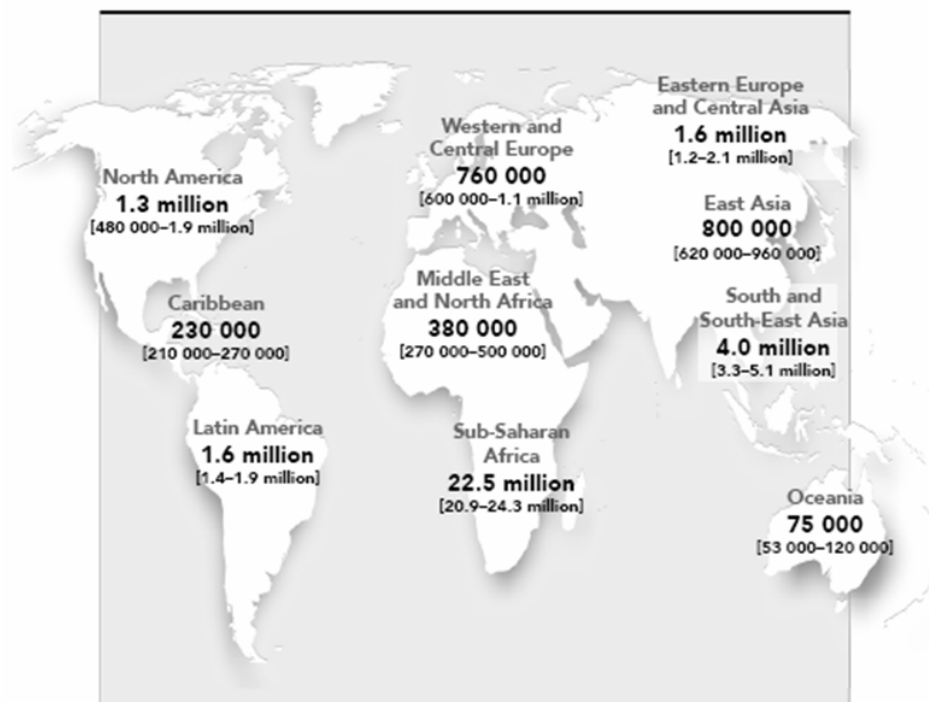 Eastern Europe
and Central Asia
1.6 million
[1.2–2.1 million]
Western and
Central Europe
760 000
[600 000–1.1 million]
North America
1.3 million
[480 000–1.9 million]
East Asia
800 000
[620 000–960 000]
Middle East
and North Africa
380 000
[270 000–500 000]
Caribbean
230 000
[210 000–270 000]
South and
South-East Asia
4.0 million
[3.3–5.1 million]
Latin America
1.6 million
[1.4–1.9 million]
Sub-Saharan
Africa
22.5 million
[20.9–24.3 million]
Oceania
75 000
[53 000–120 000]